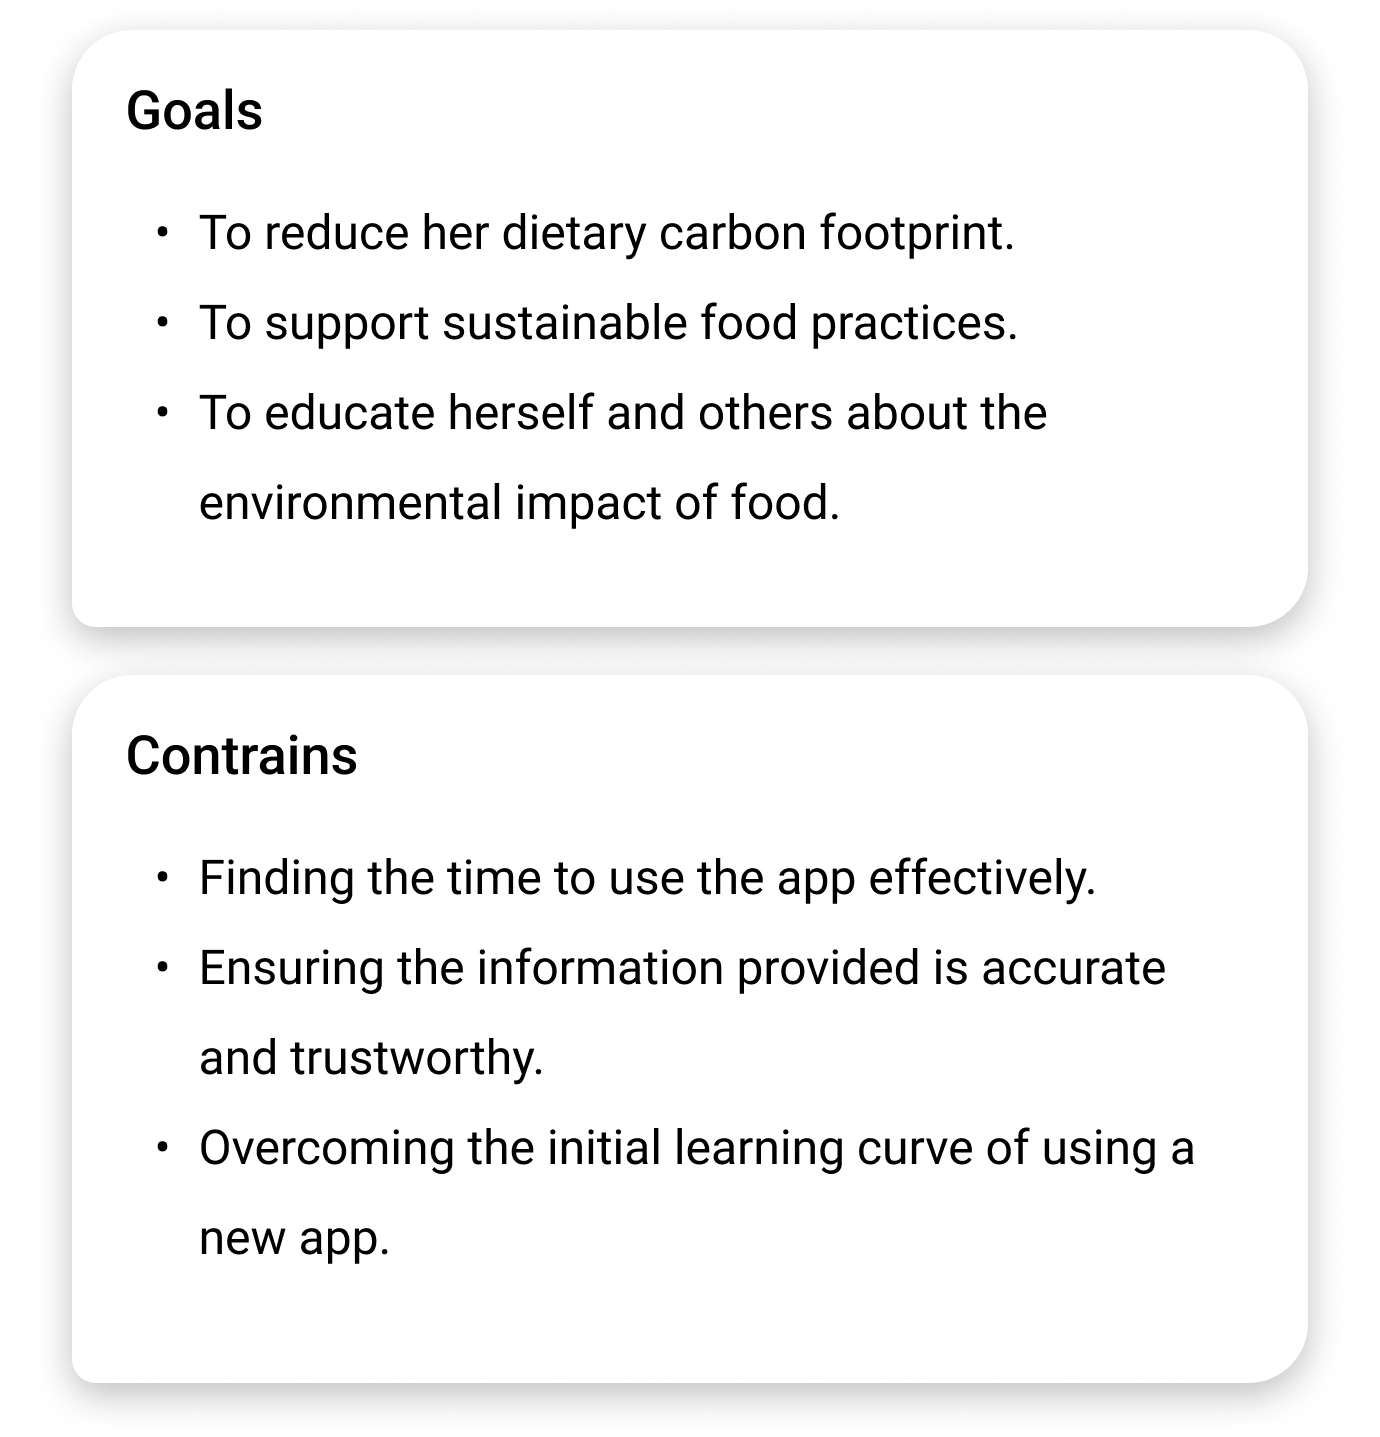 Goals
• To reduce her dietary carbon footprint.
• To support sustainable food practices.
• To educate herself and others about the
environmental impact of food.
Contrains
• Finding the time to use the app effectively.
• Ensuring the information provided is accurate
and trustworthy.
• Overcoming the initial learning curve of using a
new app.